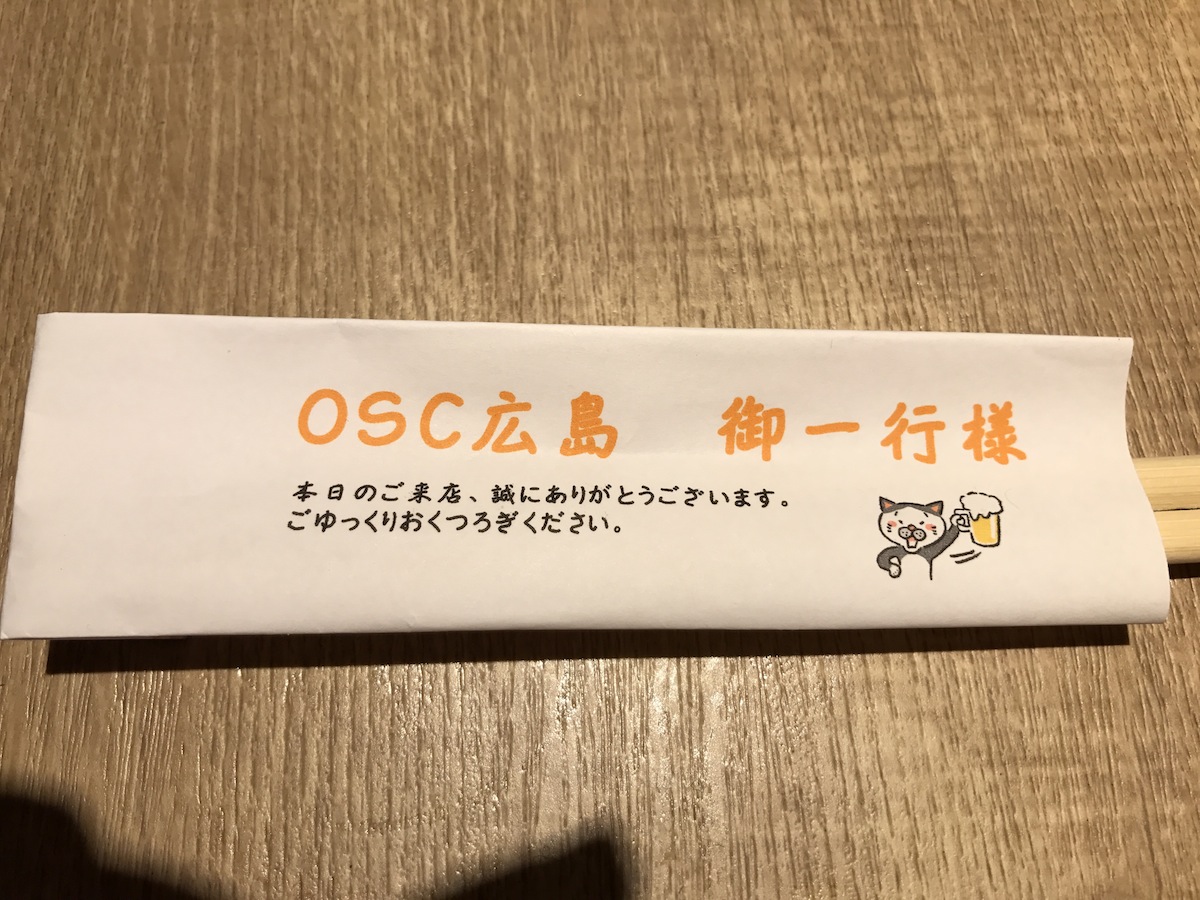 OSC広島　御一行様
本日のご来店、誠にありがとうございます。
ごゆっくりおくつろぎください。